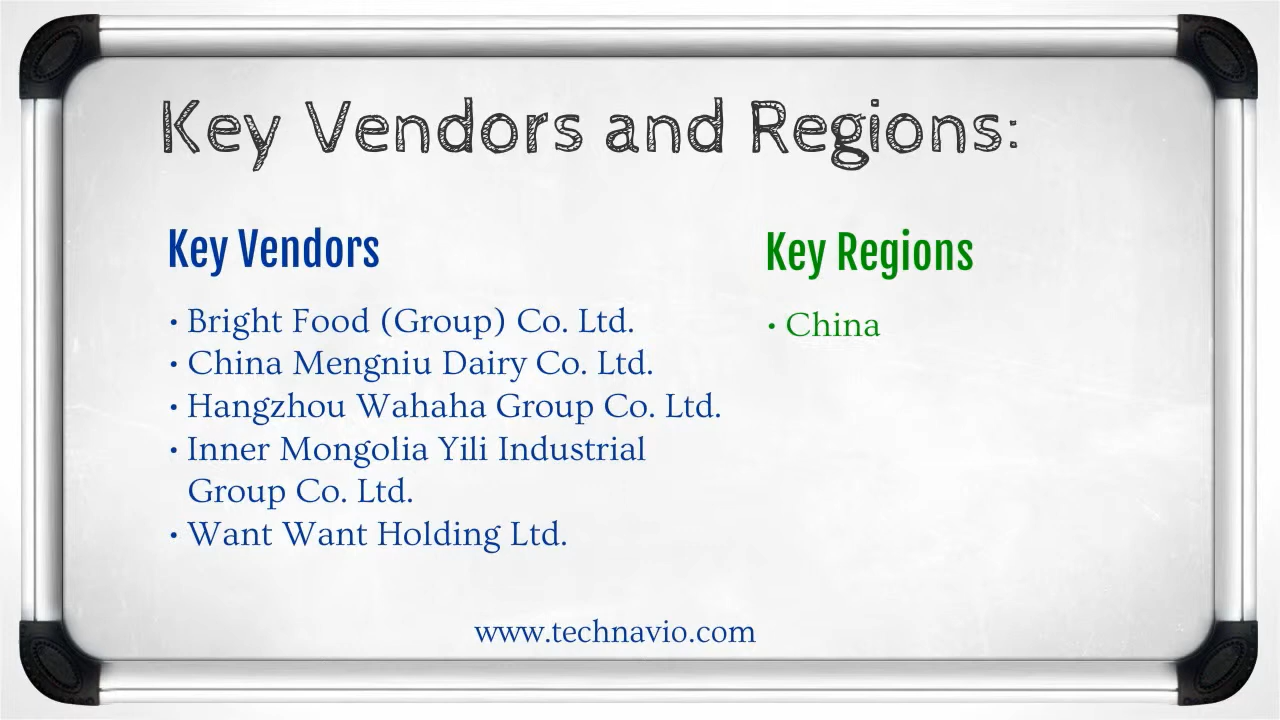 Key Vendors and Regions:
Key Vendors
• Bright Food (Group) Co. Ltd.
• China Mengniu Dairy Co. Ltd.
• Hangzhou Wahaha Group Co. Ltd.
• Inner Mongolia Yili Industrial
Group Co. Ltd.
• Want Want Holding Ltd.
Key Regions
• China
www.technavio.com